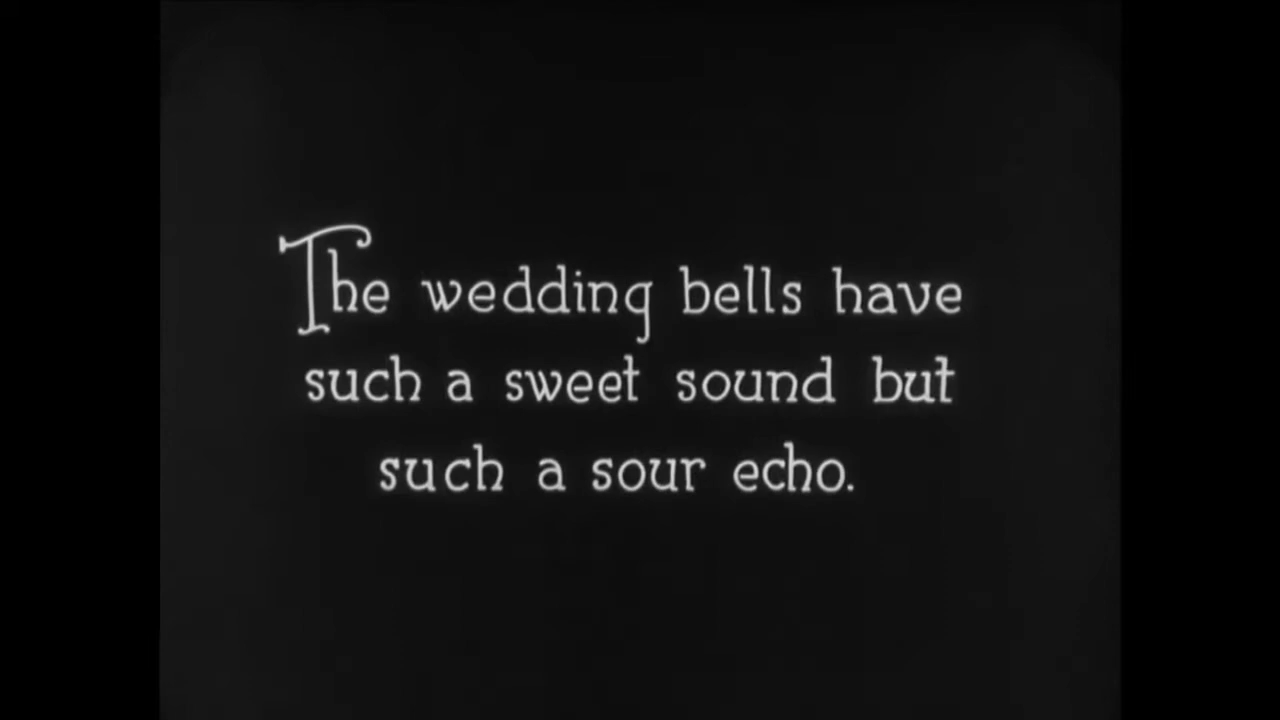 The wedding bells have
such a sweet sound but
such a sour echo.